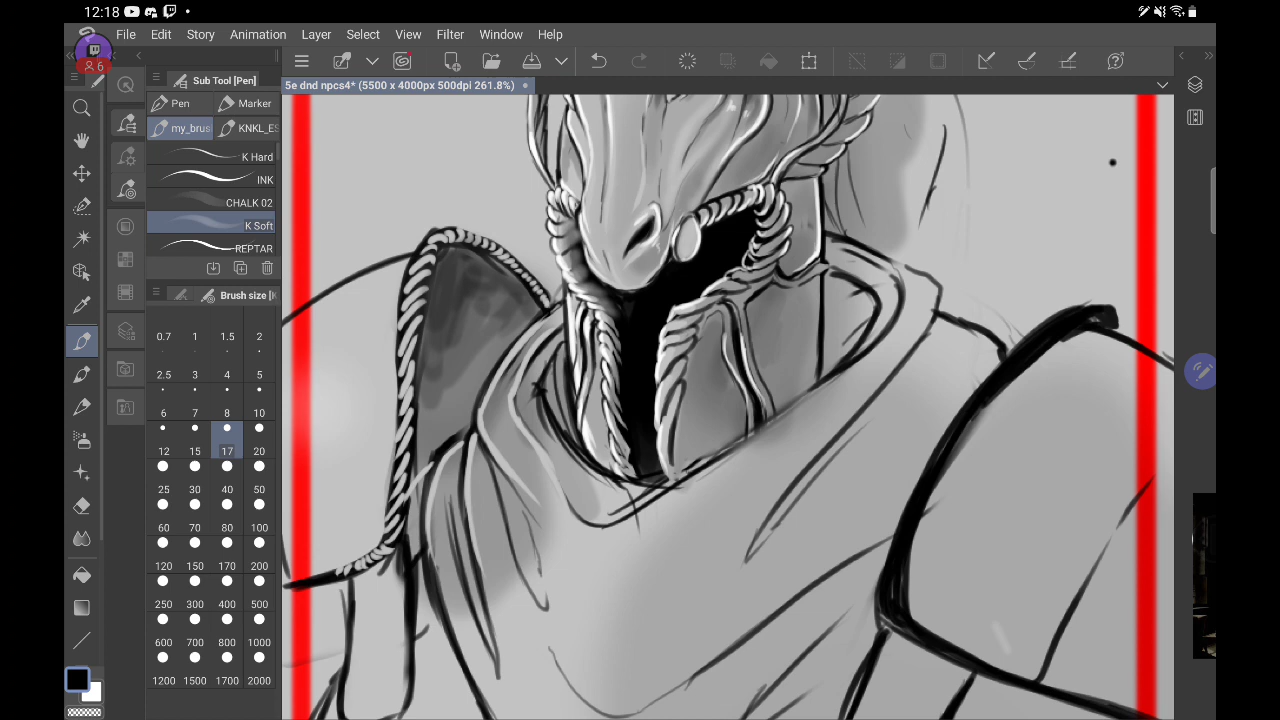 12:18
File Edit Story Animation Layer Select View Filter Window Help
6
Sub Tool [Pen]
5e dnd npcs4* (5500 x 4000px 500dpi 261.8%)
Pen Marker
my_brus KNKL_ES
K Hard
INK
CHALK 02
K Soft
REPTAR
Brush size [K
0.7 1 1.5 2
2.5 3 4 5
6 7 8 10
12 15 17 20
25 30 40 50
60 70 80 100
120 150 170 200
250 300 400 500
600 700 800 1000
1200 1500 1700 2000